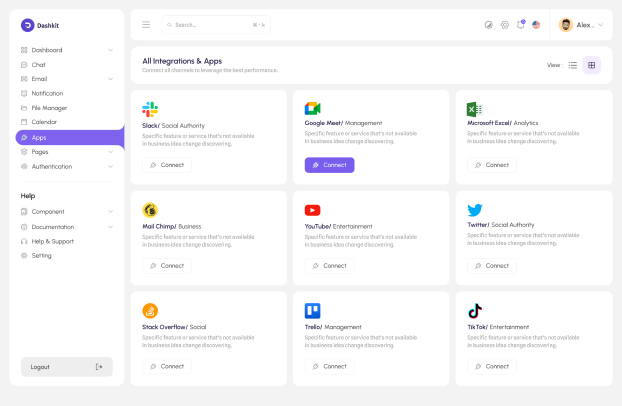 Dashkit
Dashboard
Chat
Email
Notification
File Manager
Calendar
Apps
Pages
Authentication
Help
Component
Documentation
Help & Support
Setting
Logout
Search...
⌘ + k
Alex...
All Integrations & Apps
Connect all channels to leverage the best performance.
View :
Slack/ Social Authority
Specific feature or service that's not available
in business idea change discovering.
Connect
Google Meet/ Management
Specific feature or service that's not available
in business idea change discovering.
Connect
Microsoft Excel/ Analytics
Specific feature or service that's not available
in business idea change discovering.
Connect
Mail Chimp/ Business
Specific feature or service that's not available
in business idea change discovering.
Connect
YouTube/ Entertainment
Specific feature or service that's not available
in business idea change discovering.
Connect
Twitter/ Social Authority
Specific feature or service that's not available
in business idea change discovering.
Connect
Stack Overflow/ Social
Specific feature or service that's not available
in business idea change discovering.
Connect
Trello/ Management
Specific feature or service that's not available
in business idea change discovering.
Connect
TikTok/ Entertainment
Specific feature or service that's not available
in business idea change discovering.
Connect